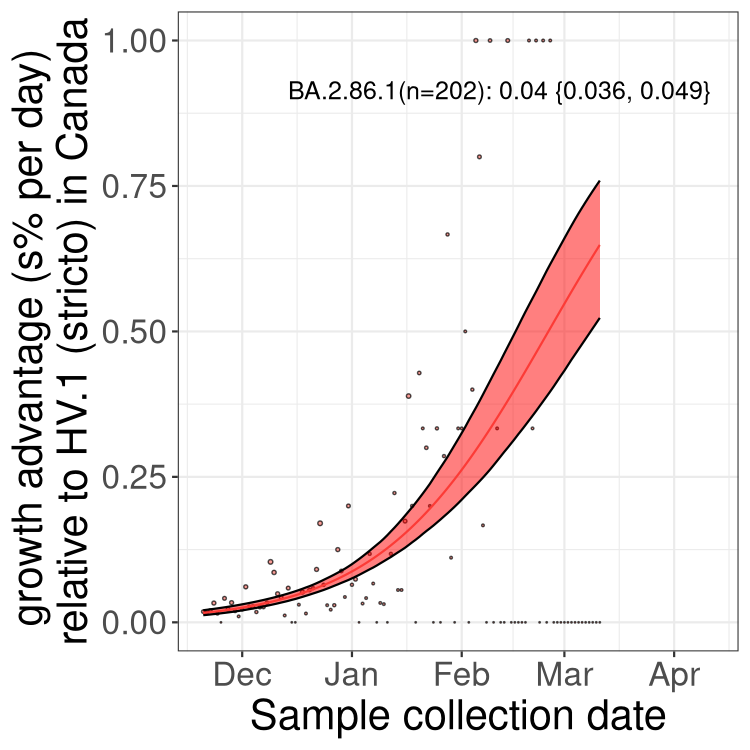 growth advantage (s% per day)
relative to HV.1 (stricto) in Canada
1.00
0.75
0.50
0.25
0.00
BA.2.86.1(n=202): 0.04 {0.036, 0.049}
Dec Jan Feb Mar Apr
Sample collection date